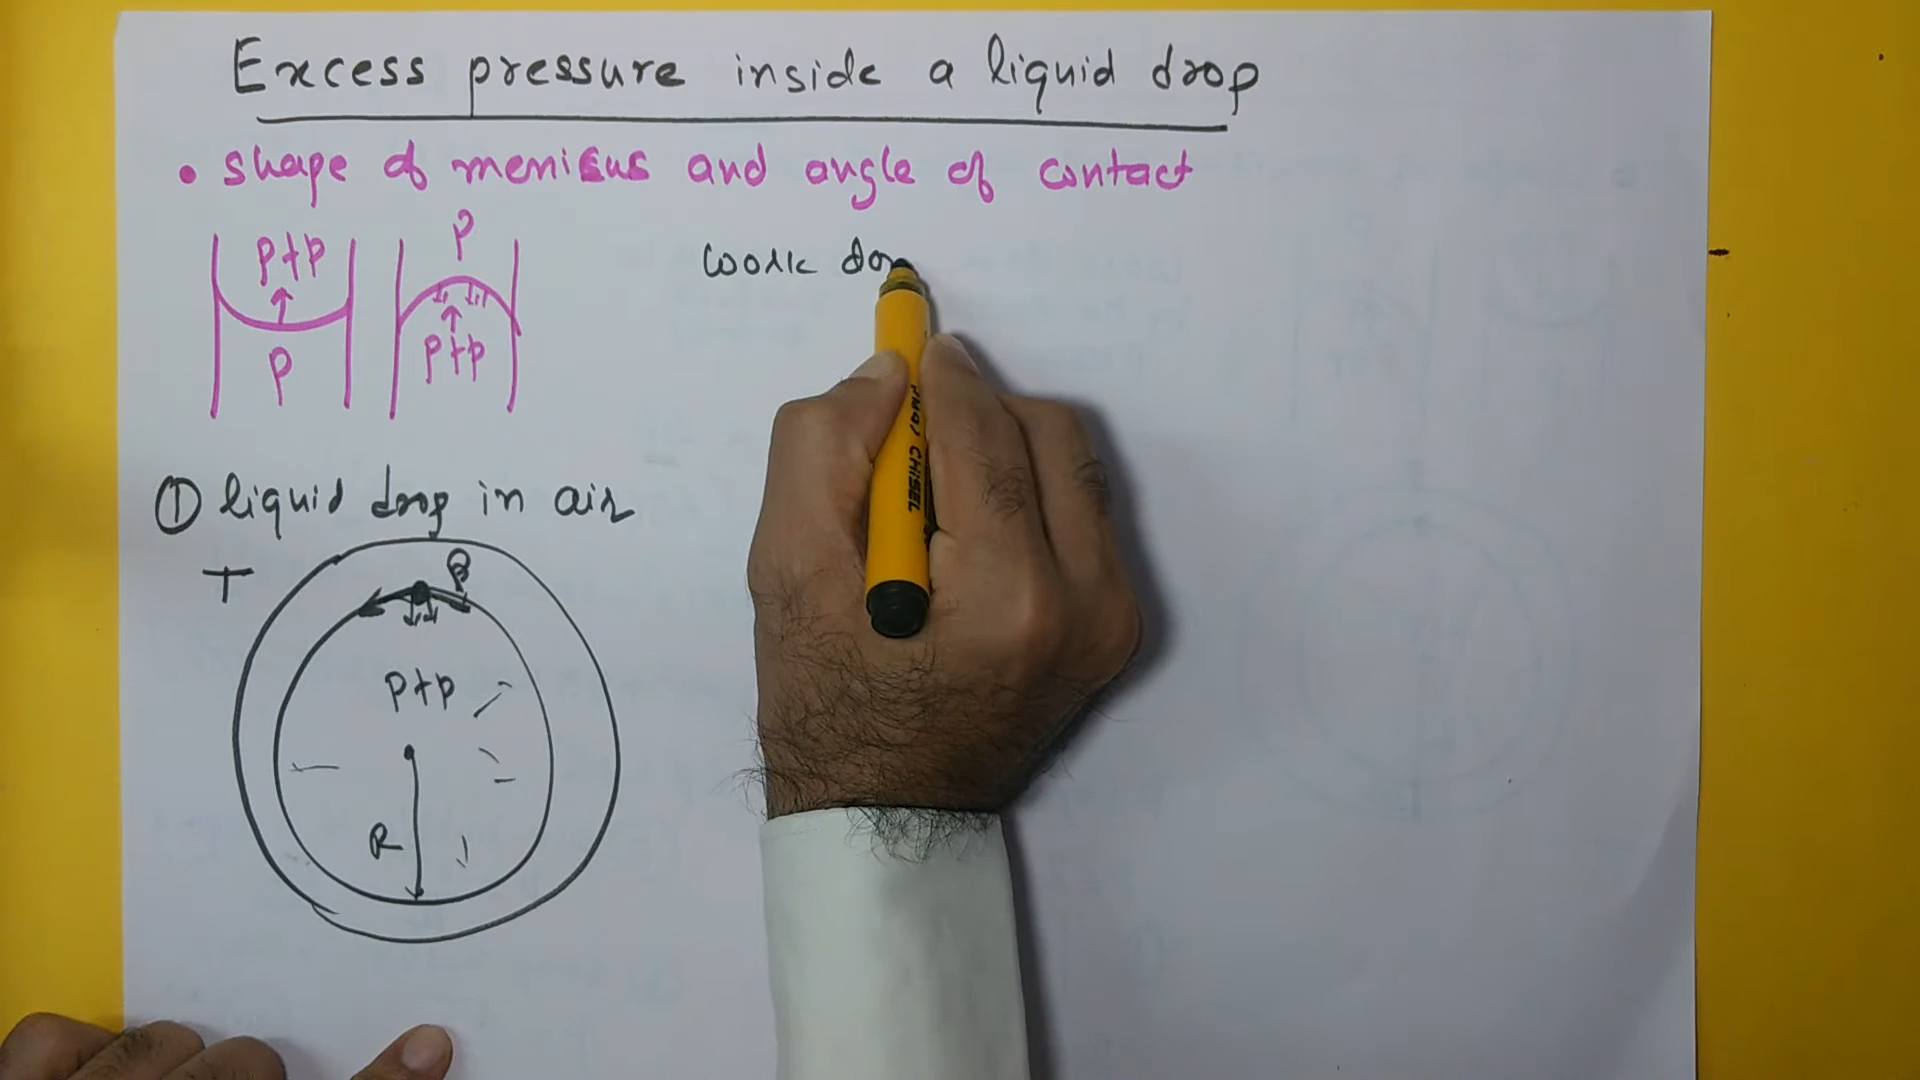 Excess pressure inside a liquid drop
• shape of meniscus and angle of contact
P+p
P
P
P+p
work do
① liquid drop in air
T
P
P+p
R
CHISEL